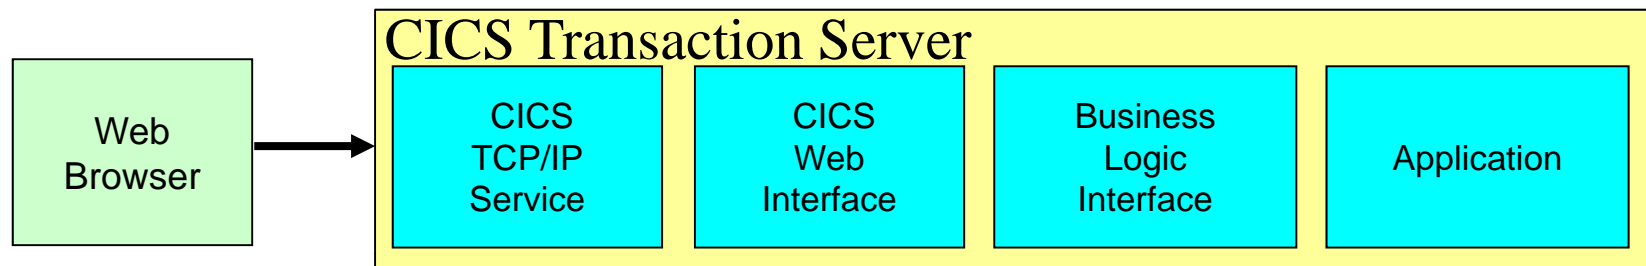 CICS Transaction Server
Web
Browser
CICS
TCP/IP
Service
CICS
Web
Interface
Business
Logic
Interface
Application